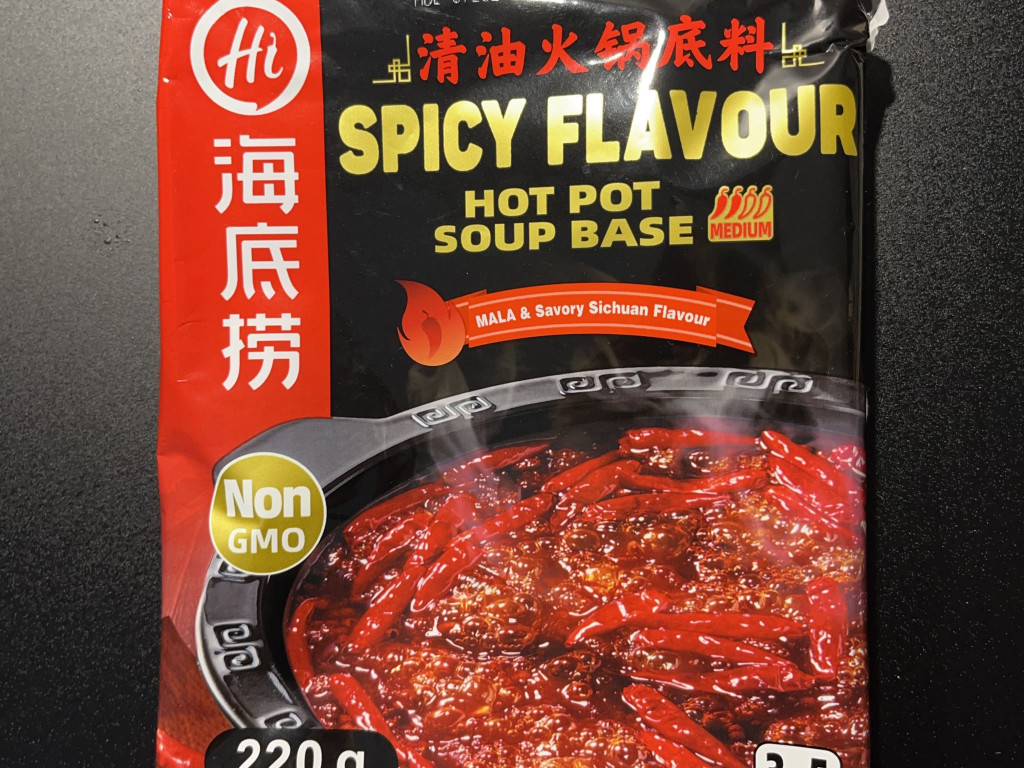 Hi
海底捞
清油火锅底料
SPICY FLAVOUR
HOT POT
SOUP BASE
MEDIUM
MALA & Savory Sichuan Flavour
Non
GMO
220 g